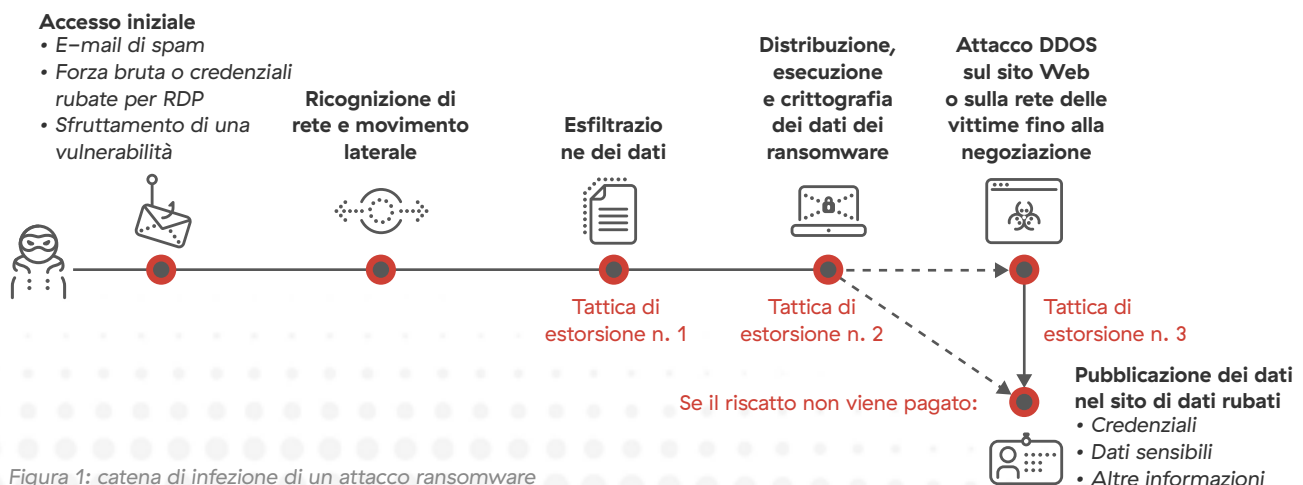 Accesso iniziale
• E-mail di spam
• Forza bruta o credenziali
rubate per RDP
• Sfruttamento di una
vulnerabilità
Ricognizione di
rete e movimento
laterale
Esfiltrazio
ne dei dati
Distribuzione,
esecuzione
e crittografia
dei dati dei
ransomware
Attacco DDOS
sul sito Web
o sulla rete delle
vittime fino alla
negoziazione
Tattica di
estorsione n. 1
Tattica di
estorsione n. 2
Tattica di
estorsione n. 3
Se il riscatto non viene pagato:
Pubblicazione dei dati
nel sito di dati rubati
• Credenziali
• Dati sensibili
• Altre informazioni
Figura 1: catena di infezione di un attacco ransomware